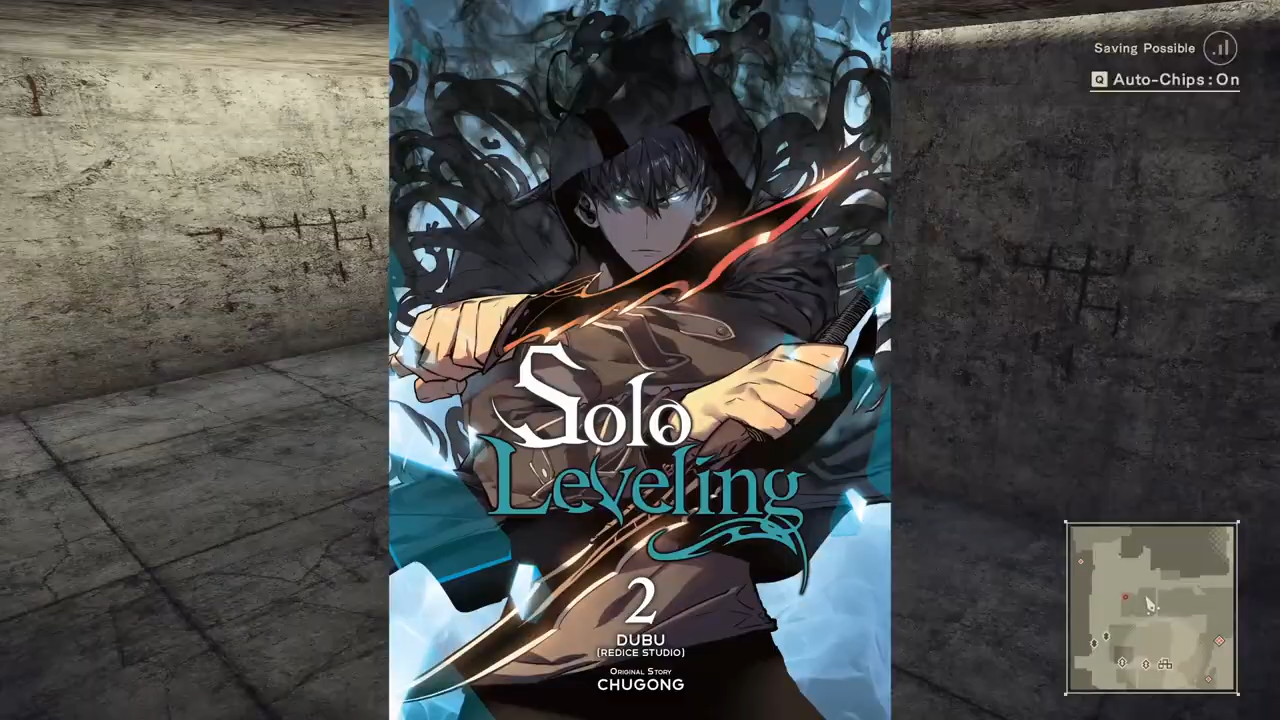 Saving Possible
Q Auto-Chips:On
Solo
Leveling
2
DUBU
(REDICE STUDIO)
ORIGINAL STORY
CHUGONG